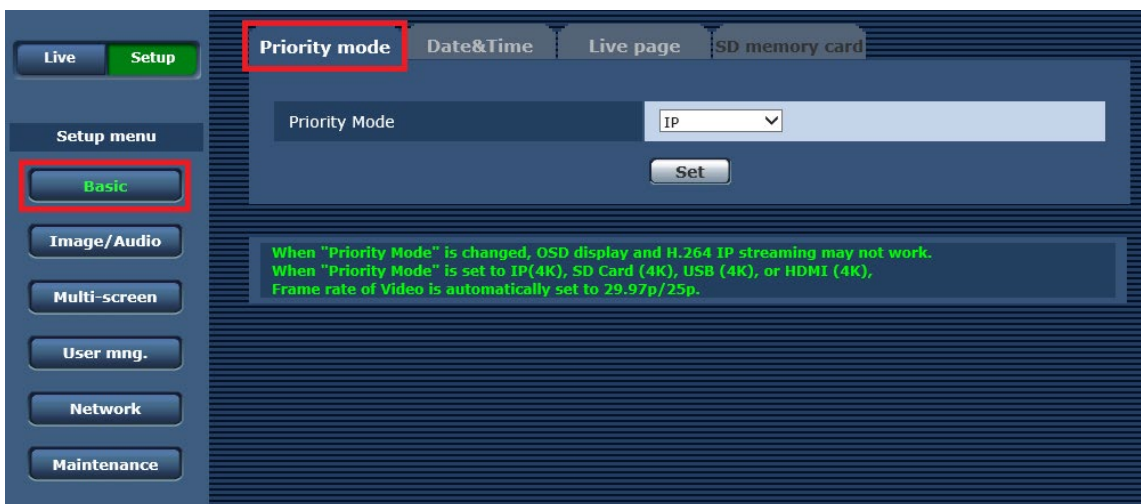 Live
Setup
Setup menu
Basic
Image/Audio
Multi-screen
User mng.
Network
Maintenance
Priority mode
Date&Time
Live page
SD memory card
Priority Mode
IP
Set
When "Priority Mode" is changed, OSD display and H.264 IP streaming may not work.
When "Priority Mode" is set to IP(4K), SD Card (4K), USB (4K), or HDMI (4K),
Frame rate of Video is automatically set to 29.97p/25p.